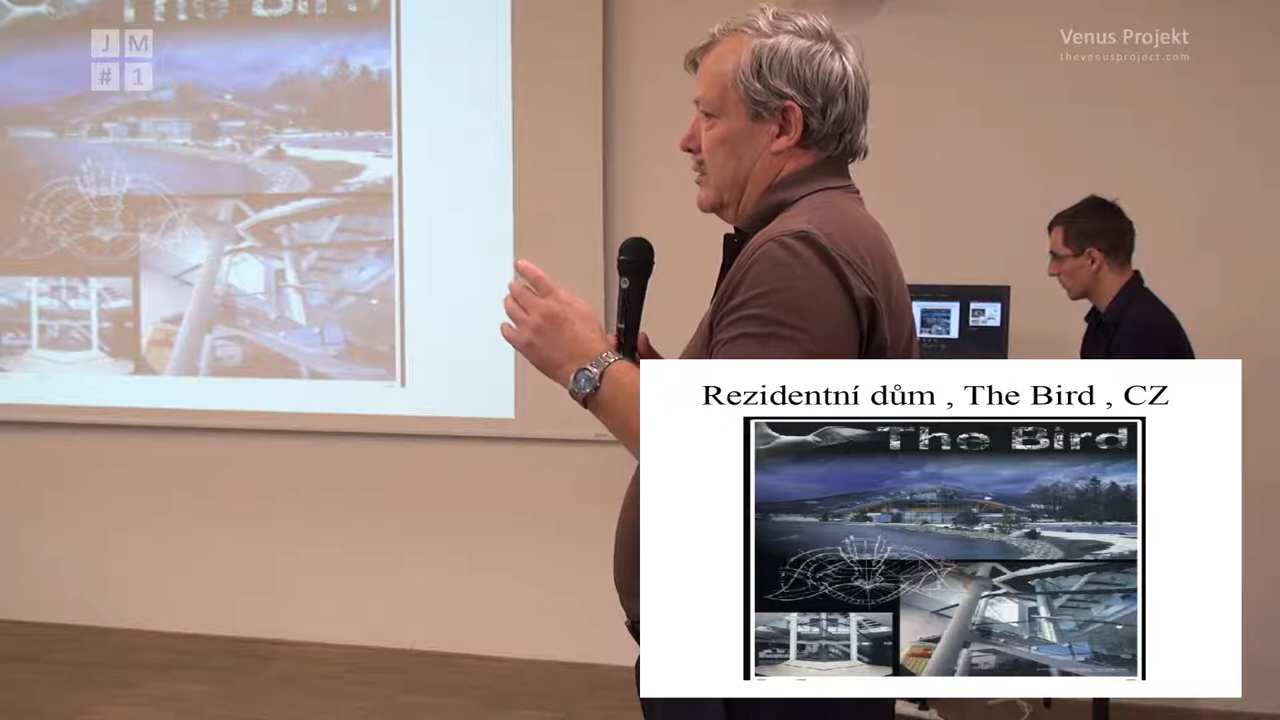 The Bird
J M
# 1
Venus Projekt
thevenusproject.com
Rezidentní dům , The Bird , CZ
The Bird